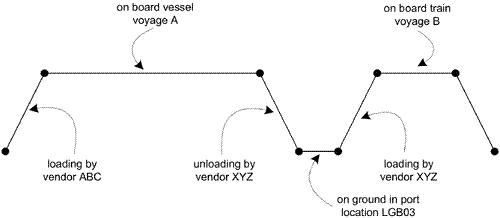 on board vessel
voyage A
on board train
voyage B
loading by
vendor ABC
unloading by
vendor XYZ
loading by
vendor XYZ
on ground in port
location LGB03